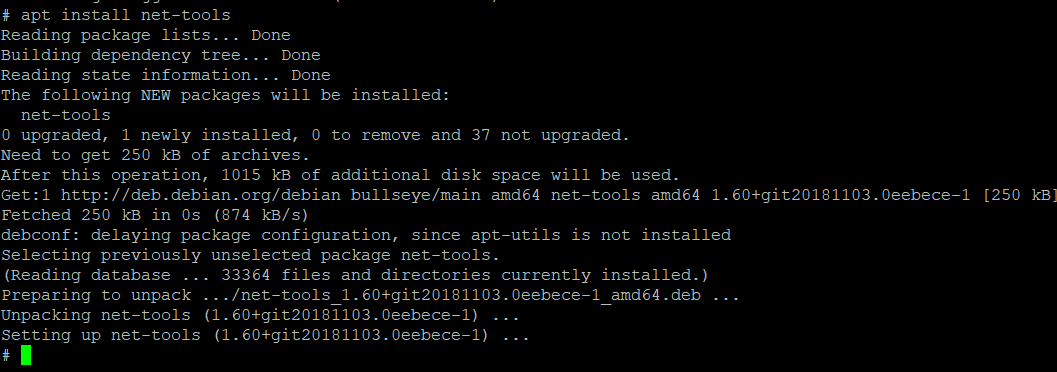 # apt install net-tools
Reading package lists... Done
Building dependency tree... Done
Reading state information... Done
The following NEW packages will be installed:
  net-tools
0 upgraded, 1 newly installed, 0 to remove and 37 not upgraded.
Need to get 250 kB of archives.
After this operation, 1015 kB of additional disk space will be used.
Get:1 http://deb.debian.org/debian bullseye/main amd64 net-tools amd64 1.60+git20181103.0eebece-1 [250 kB]
Fetched 250 kB in 0s (874 kB/s)
debconf: delaying package configuration, since apt-utils is not installed
Selecting previously unselected package net-tools.
(Reading database ... 33364 files and directories currently installed.)
Preparing to unpack .../net-tools_1.60+git20181103.0eebece-1_amd64.deb ...
Unpacking net-tools (1.60+git20181103.0eebece-1) ...
Setting up net-tools (1.60+git20181103.0eebece-1) ...
#